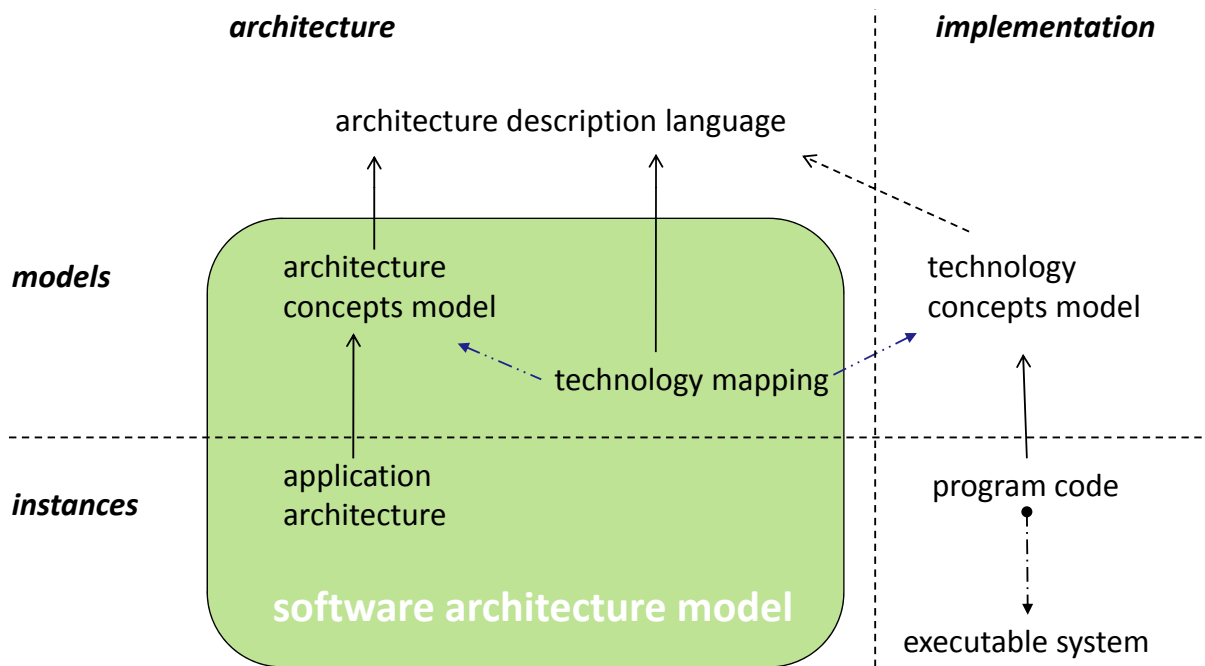 architecture
implementation
architecture description language
models
architecture
concepts model
technology
concepts model
technology mapping
instances
application
architecture
program code
software architecture model
executable system